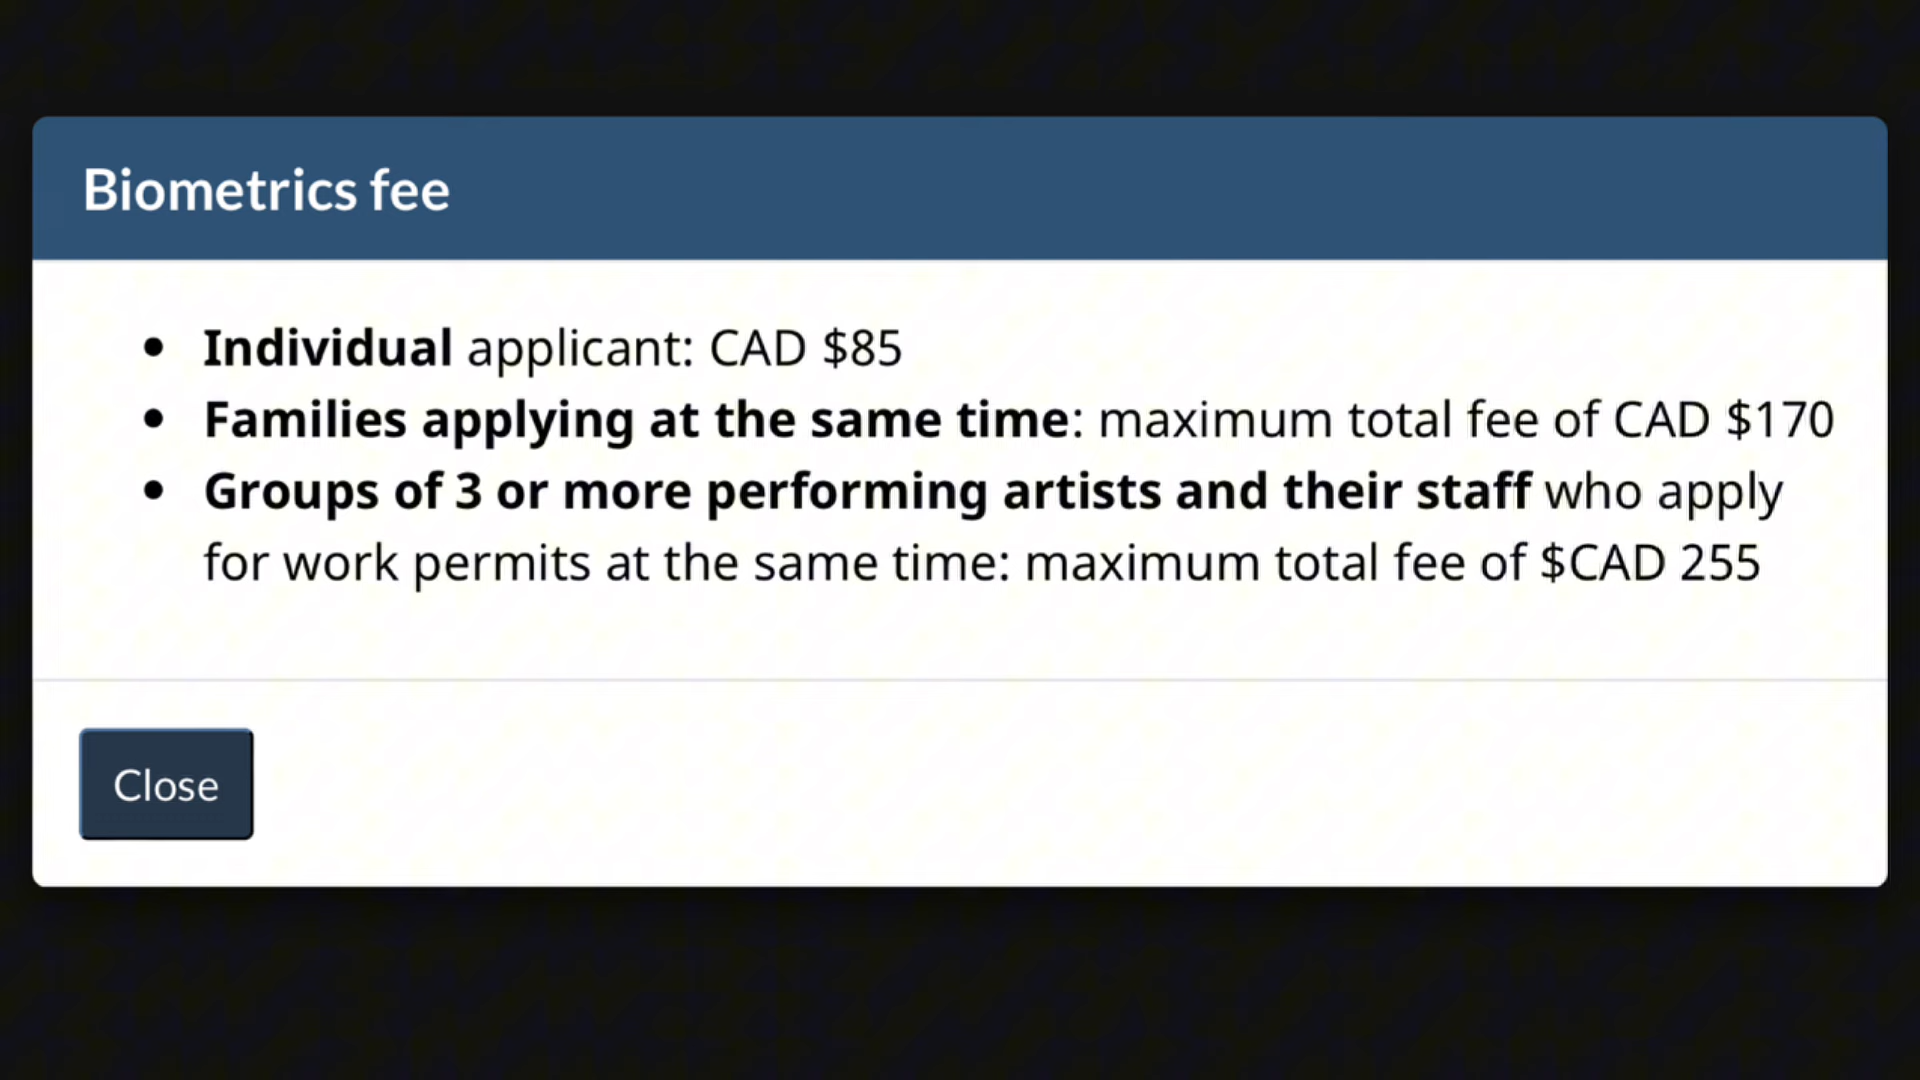 Biometrics fee
• Individual applicant: CAD $85
• Families applying at the same time: maximum total fee of CAD $170
• Groups of 3 or more performing artists and their staff who apply
for work permits at the same time: maximum total fee of $CAD 255
Close